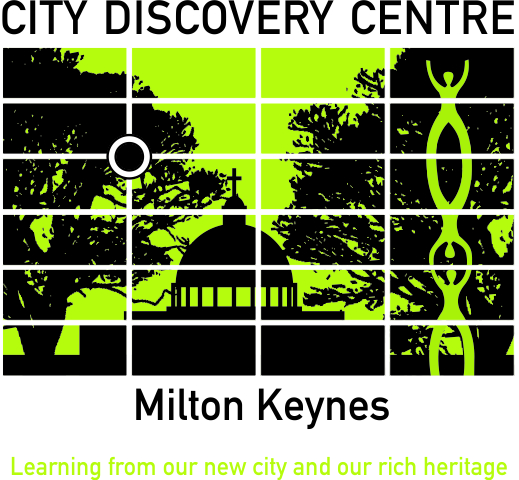 CITY DISCOVERY CENTRE
Milton Keynes
Learning from our new city and our rich heritage